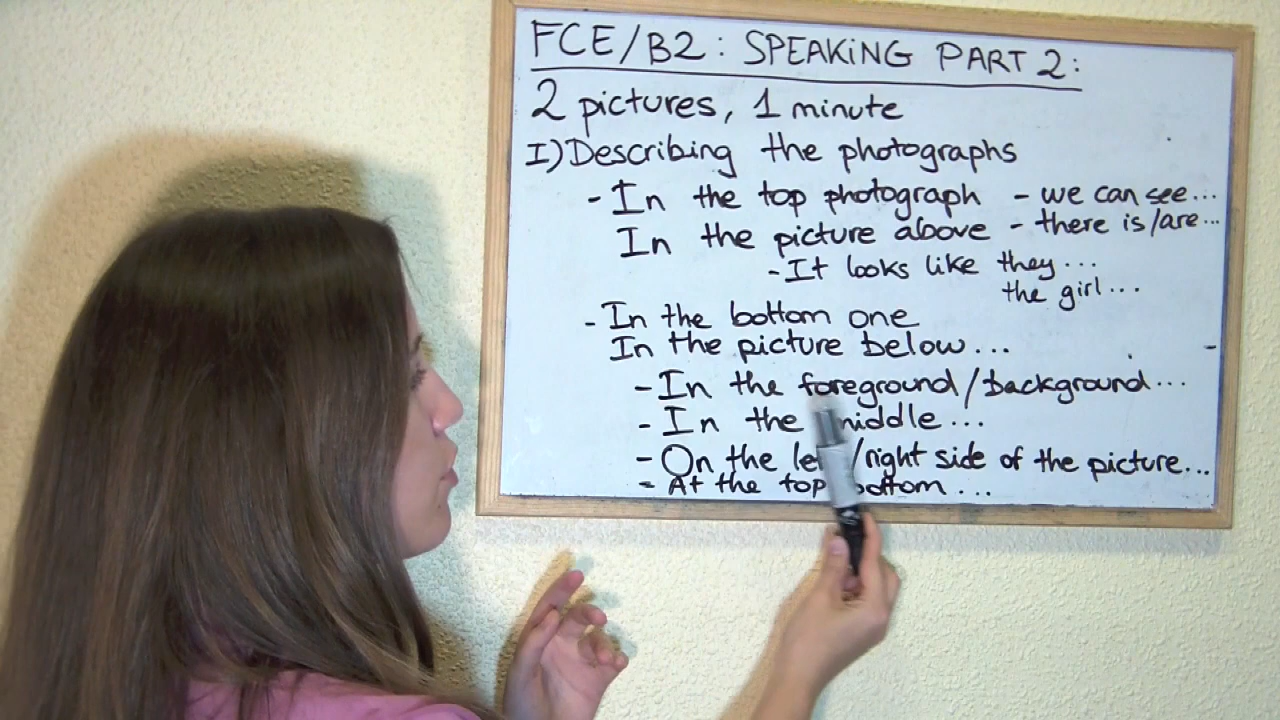 FCE/B2: SPEAKING PART 2:
2 pictures, 1 minute
I) Describing the photographs
- In the top photograph - we can see...
In the picture above - there is/are...
- It looks like they...
the girl...
- In the bottom one
In the picture below...
- In the foreground/background...
- In the middle...
- On the left/right side of the picture...
- At the top bottom...